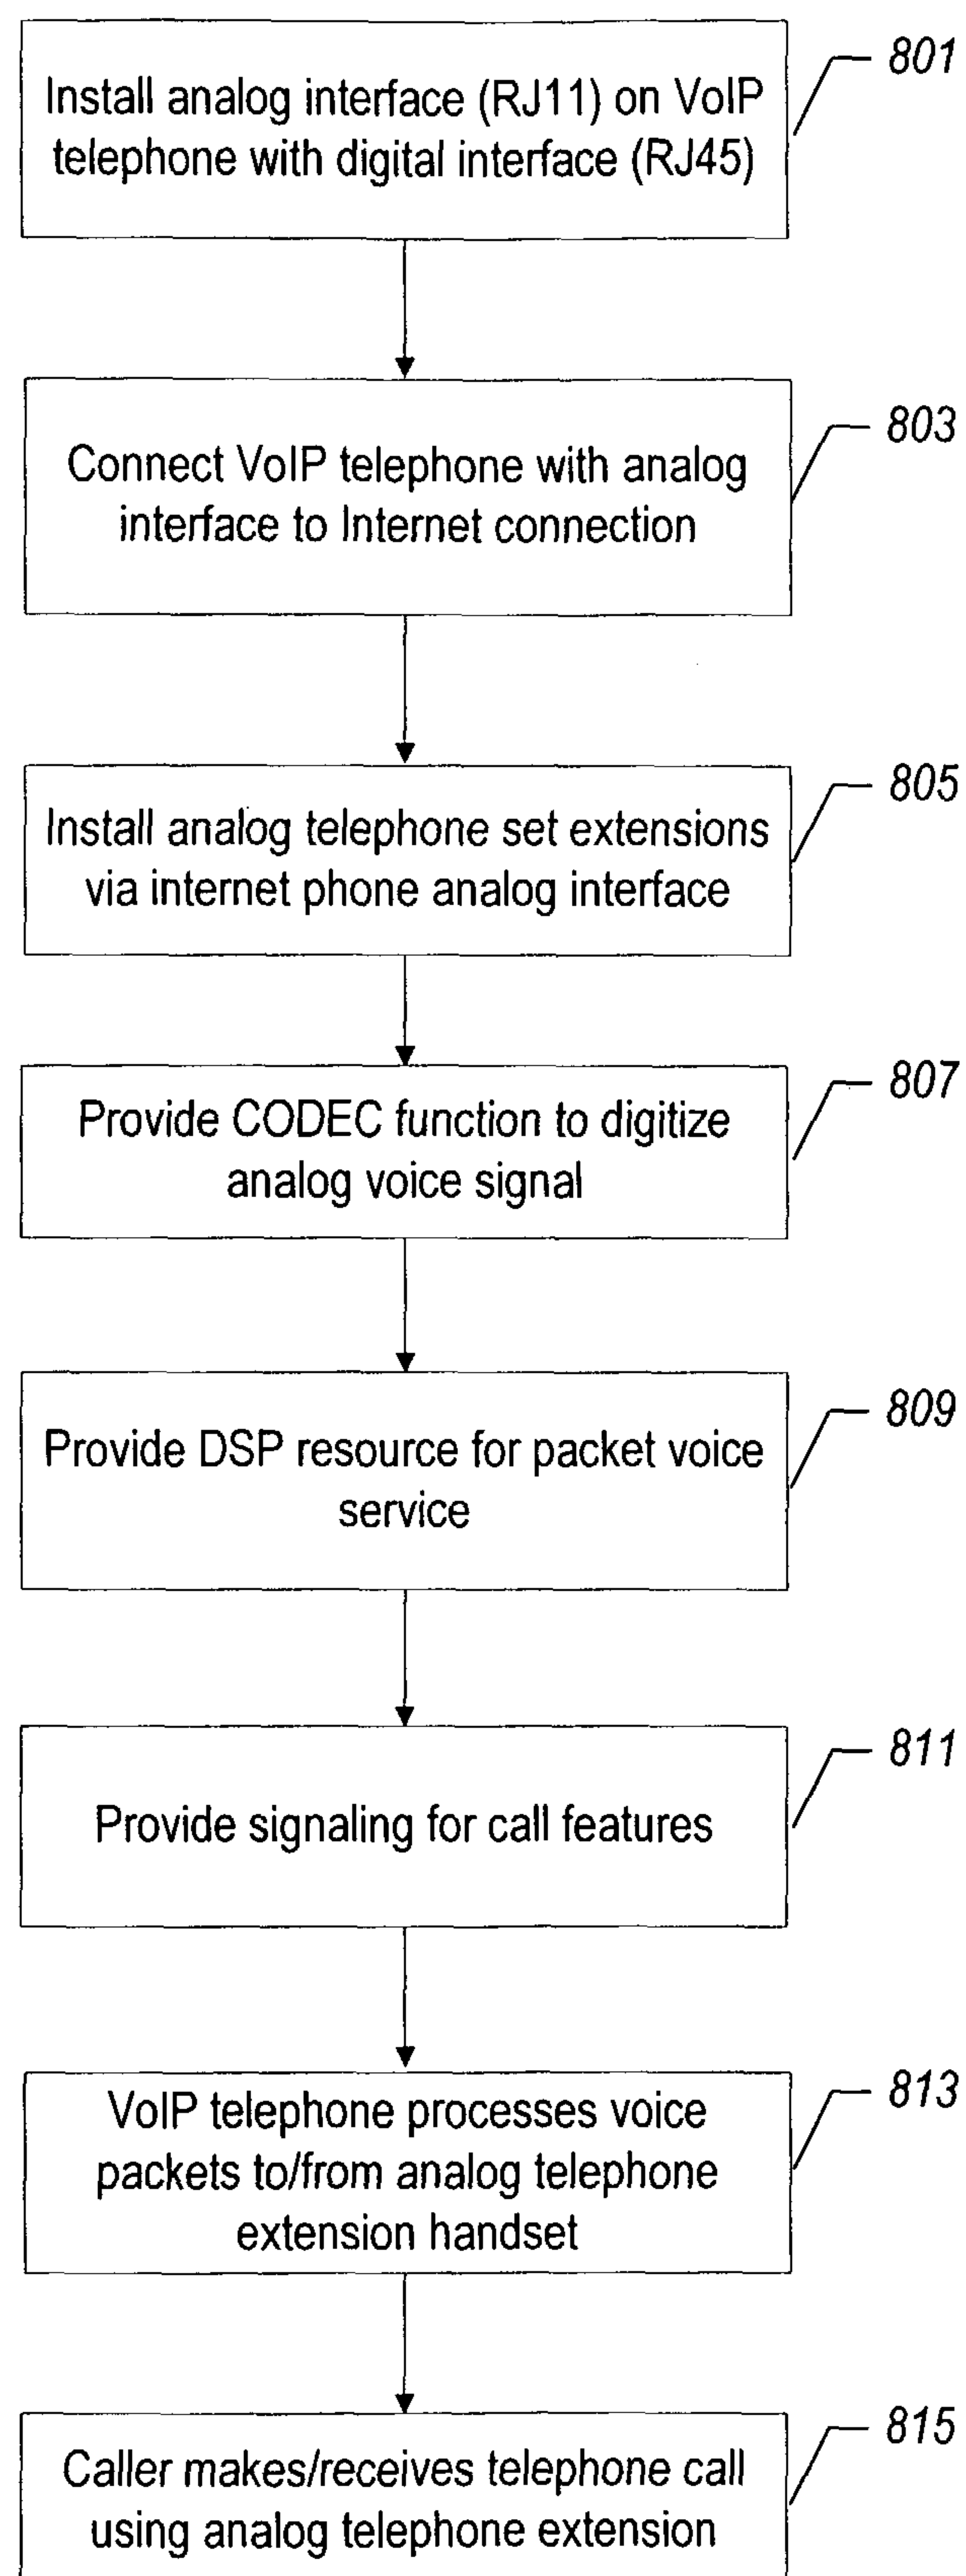 Install analog interface (RJ11) on VoIP
telephone with digital interface (RJ45)
801
Connect VoIP telephone with analog
interface to Internet connection
803
Install analog telephone set extensions
via internet phone analog interface
805
Provide CODEC function to digitize
analog voice signal
807
Provide DSP resource for packet voice
service
809
Provide signaling for call features
811
VoIP telephone processes voice
packets to/from analog telephone
extension handset
813
Caller makes/receives telephone call
using analog telephone extension
815